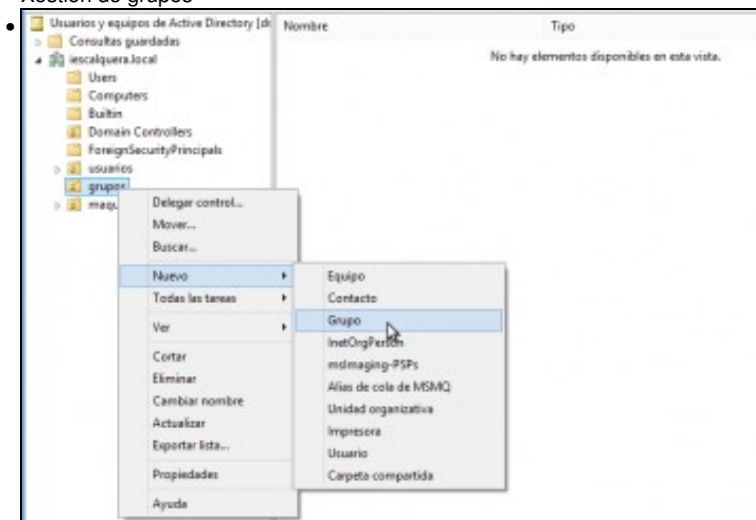 Xestión de grupos
Usuarios y equipos de Active Directory [di
Consultas guardadas
iescalquera.local
Users
Computers
Builtin
Domain Controllers
ForeignSecurityPrincipals
usuarios
grupos
maqu
Nombre
Tipo
No hay elementos disponibles en esta vista.
Delegar control...
Mover...
Buscar...
Nuevo
Todas las tareas
Ver
Cortar
Eliminar
Cambiar nombre
Actualizar
Exportar lista...
Propiedades
Ayuda
Equipo
Contacto
Grupo
InetOrgPerson
msImaging-PSPs
Alias de cola de MSMQ
Unidad organizativa
Impresora
Usuario
Carpeta compartida